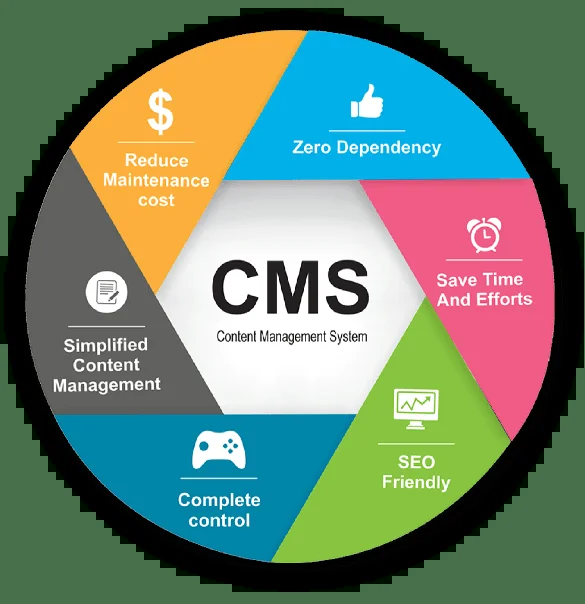 CMS
Content Management System
$
Reduce
Maintenance
cost
Zero Dependency
Save Time
And Efforts
SEO
Friendly
Complete
control
Simplified
Content
Management